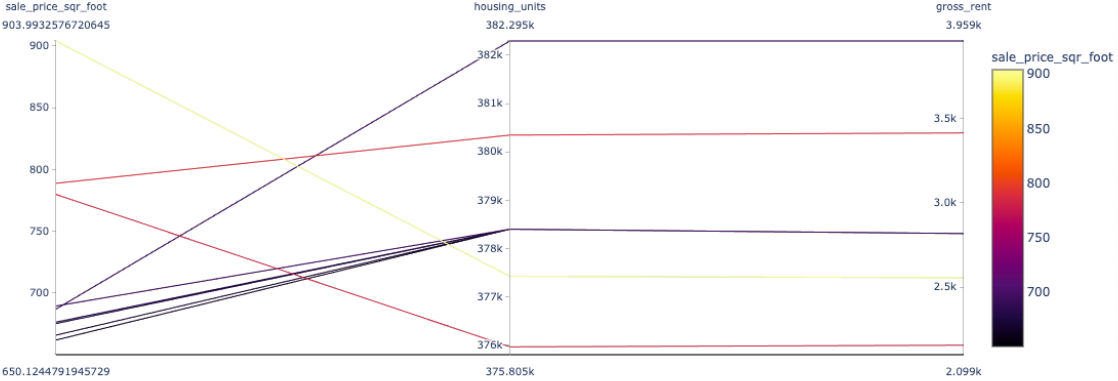 sale_price_sqr_foot
housing_units
gross_rent
903.9932576720645
382.295k
3.959k
900
850
800
750
700
382k
381k
380k
379k
378k
377k
376k
3.5k
3.0k
2.5k
650.1244791945729
375.805k
2.099k
sale_price_sqr_foot
900
850
800
750
700